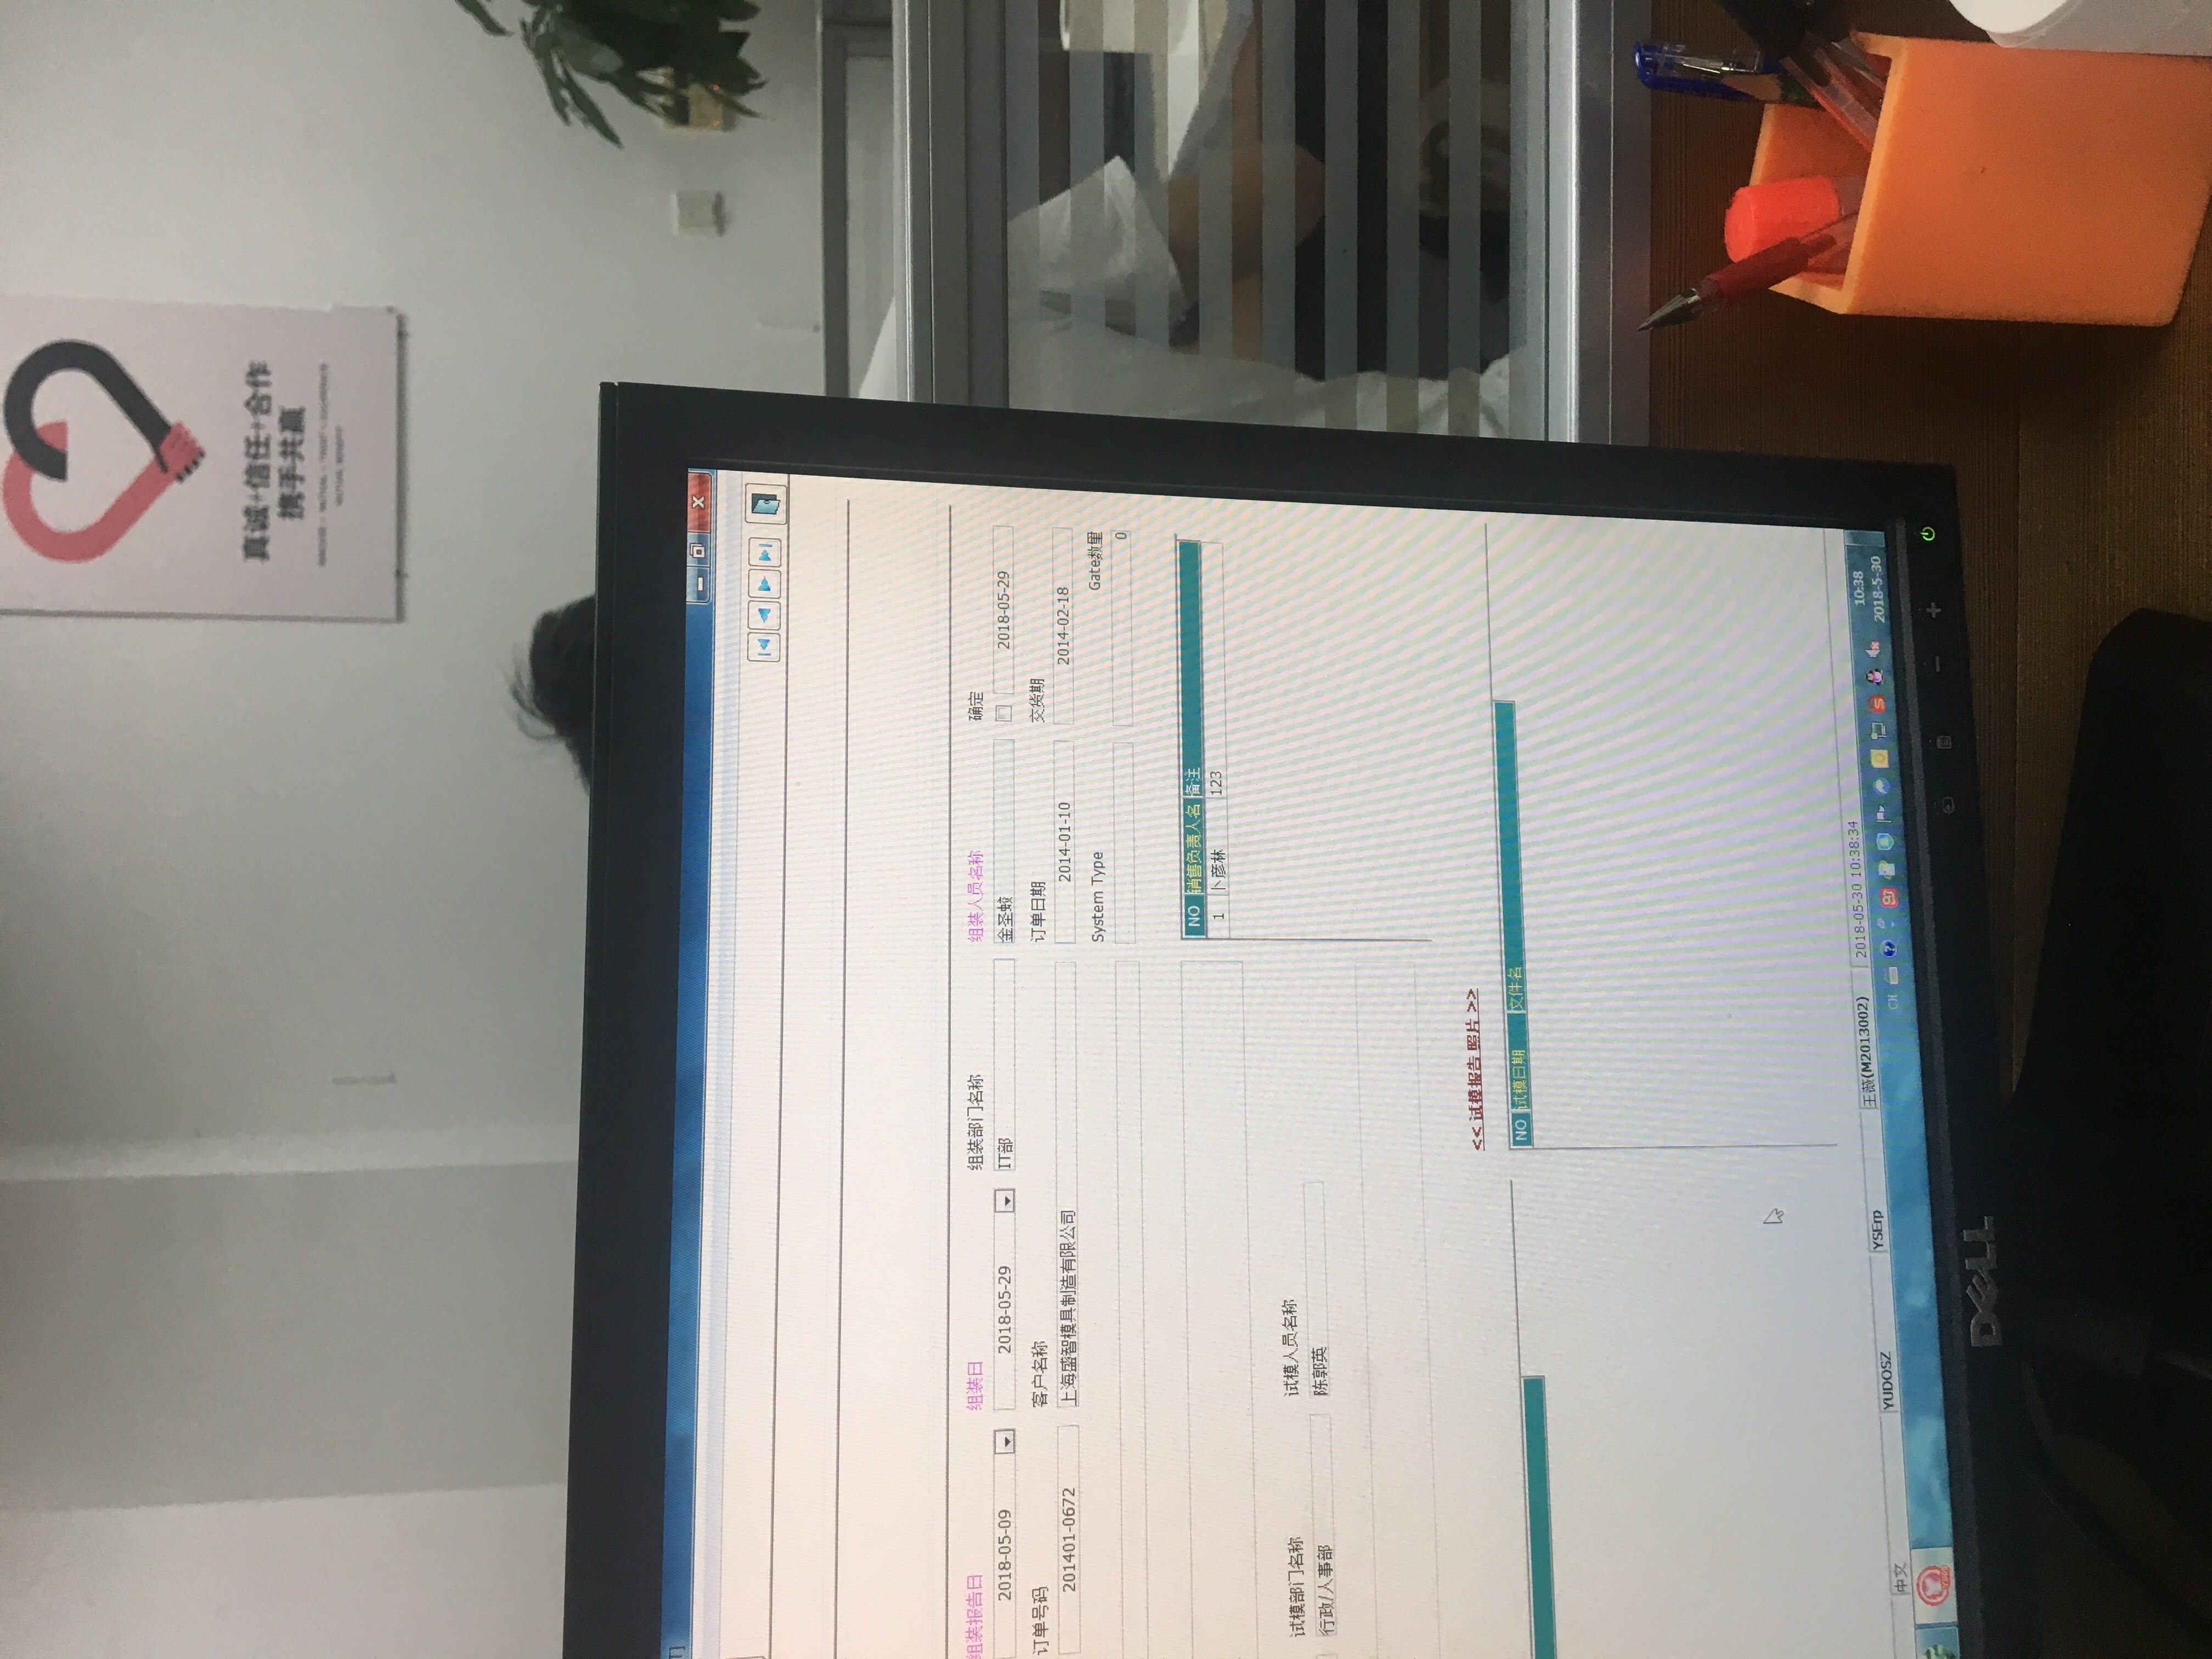 真诚+信任+合作
携手共赢
MUTUAL BENEFIT
组装报告日 组装日 组装部门名称 组装人员名称 确定
2018-05-09 2018-05-29 IT部 金圣 2018-05-29
订单号码 客户名称 订单日期 交货期
201401-0672 上海盛智模具制造有限公司 2014-01-10 2014-02-18
System Type Gate数量
0
NO 销售负责人名 备注
1 卜彦林 123
试模部门名称 试模人员名称
行政/人事部 陈郭英
<< 试模报告 照片 >>
NO 试模日期 文件名
中文 YUDOSZ YSErp 王薇(M2013002) 2018-05-30 10:38:34
CH 10:38
2018-5-30
DELL